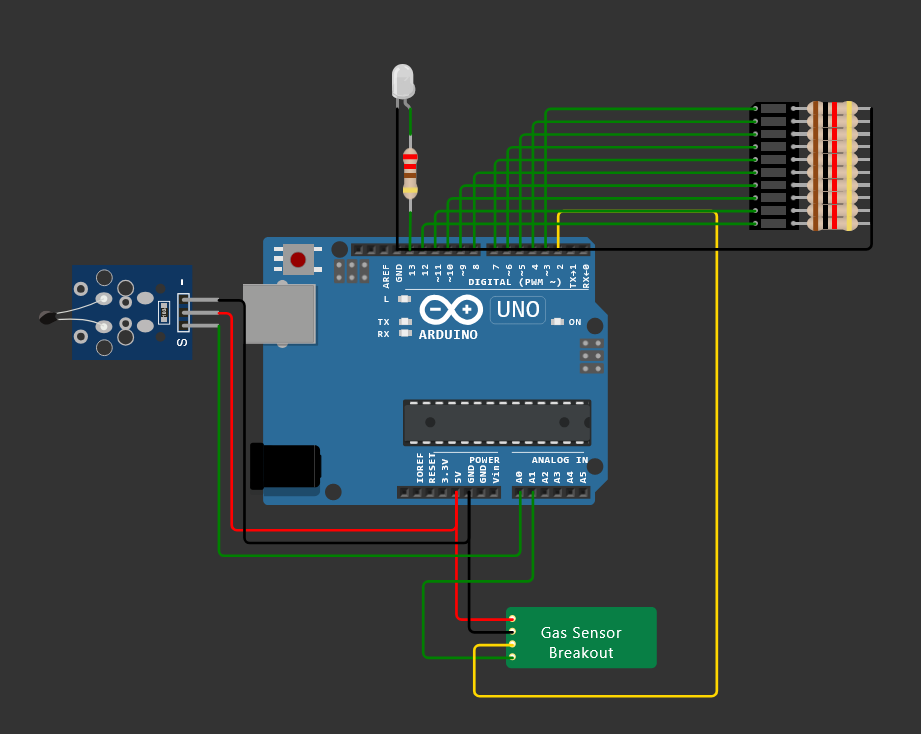 AREF
GND
13
12
~11
~10
~9
8
7
~6
~5
4
~3
2
TX→1
RX←0
DIGITAL (PWM ~)
L
TX
RX
UNO
ON
ARDUINO
-
S
POWER
ANALOG IN
IOREF
RESET
3.3V
5V
GND
GND
Vin
A0
A1
A2
A3
A4
A5
Gas Sensor
Breakout